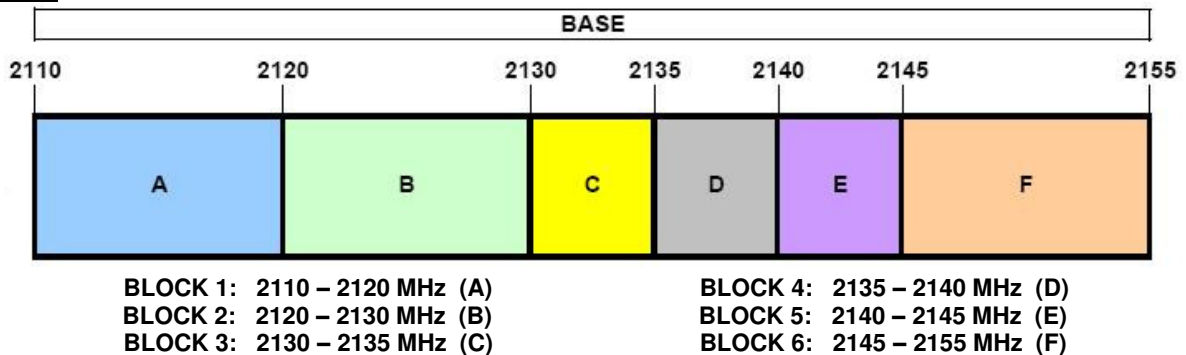 BASE
2110 2120 2130 2135 2140 2145 2155
A B C D E F
BLOCK 1: 2110 – 2120 MHz (A)
BLOCK 2: 2120 – 2130 MHz (B)
BLOCK 3: 2130 – 2135 MHz (C)
BLOCK 4: 2135 – 2140 MHz (D)
BLOCK 5: 2140 – 2145 MHz (E)
BLOCK 6: 2145 – 2155 MHz (F)